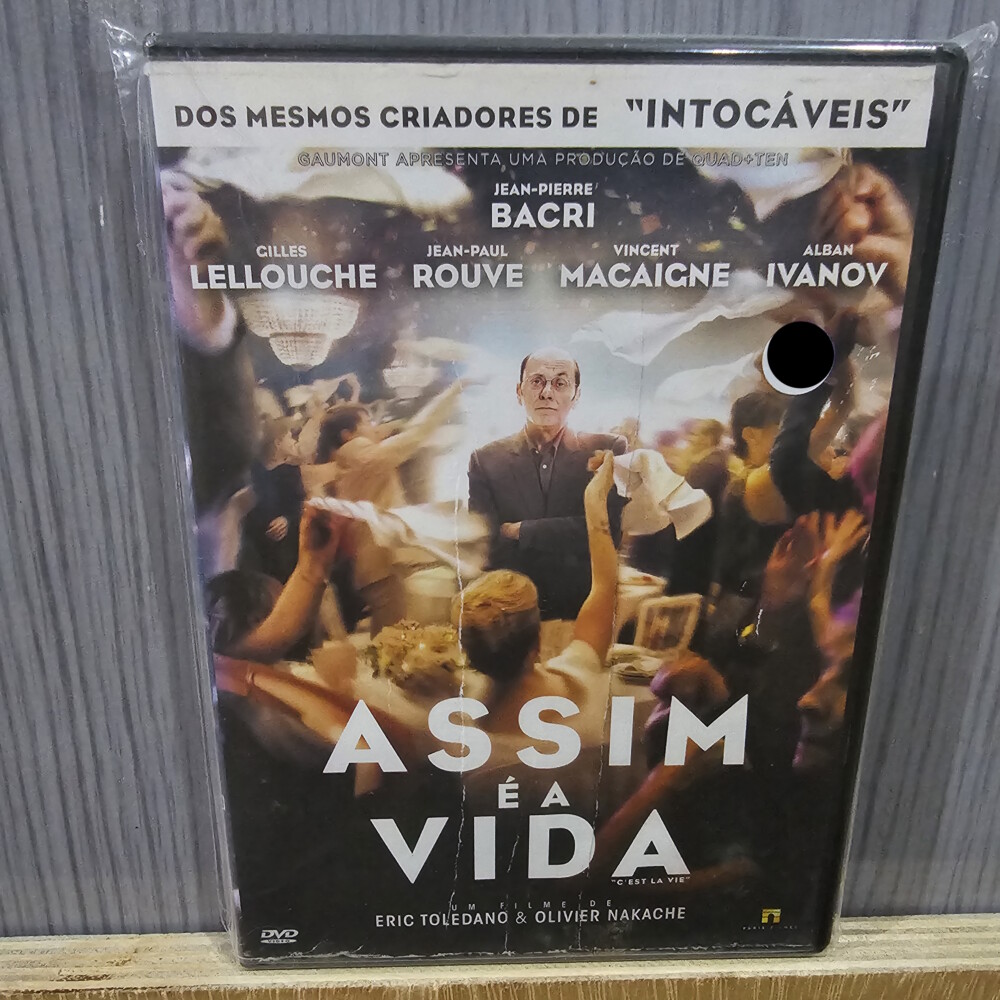 DOS MESMOS CRIADORES DE "INTOCÁVEIS"
GAUMONT APRESENTA UMA PRODUÇÃO DE QUAD+TEN
JEAN-PIERRE
BACRI
GILLES
LELLOUCHE
JEAN-PAUL
ROUVE
VINCENT
MACAIGNE
ALBAN
IVANOV
ASSIM
É A
VIDA
"C'EST LA VIE"
UM FILME DE
ERIC TOLEDANO & OLIVIER NAKACHE
DVD
VIDEO